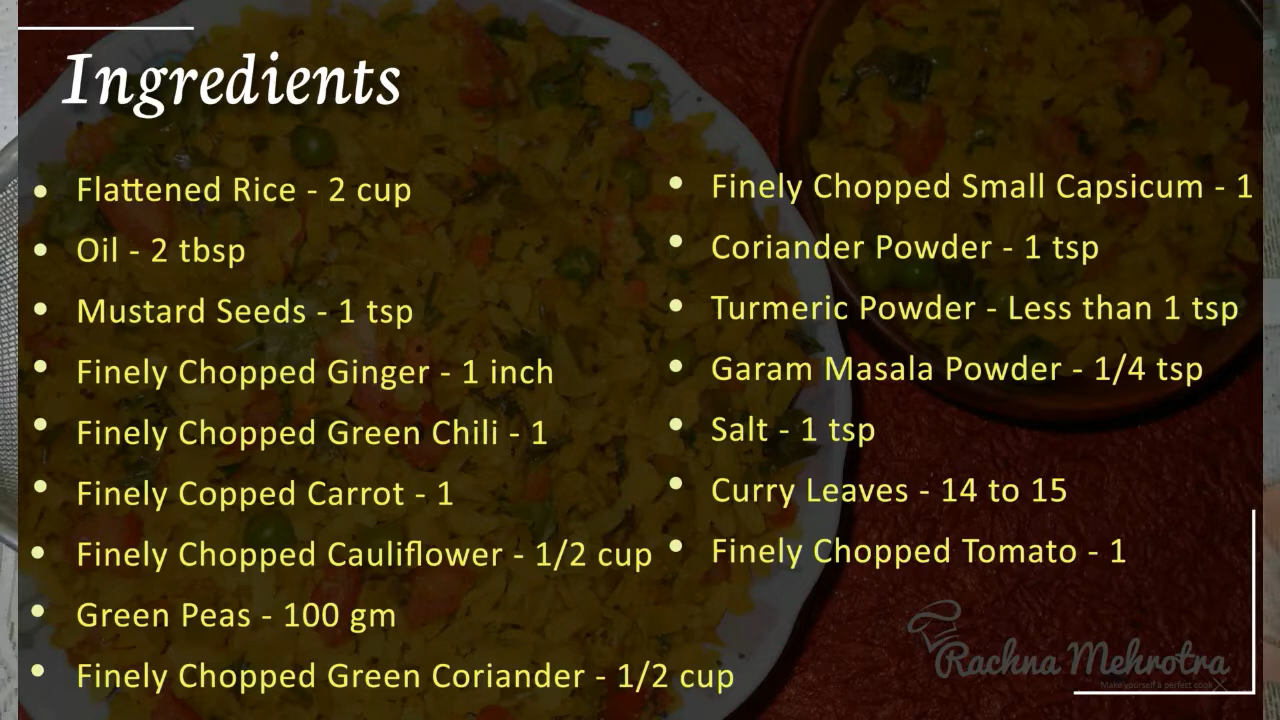 Ingredients
Flattened Rice - 2 cup
Oil - 2 tbsp
Mustard Seeds - 1 tsp
Finely Chopped Ginger - 1 inch
Finely Chopped Green Chili - 1
Finely Copped Carrot - 1
Finely Chopped Cauliflower - 1/2 cup
Green Peas - 100 gm
Finely Chopped Green Coriander - 1/2 cup
Finely Chopped Small Capsicum - 1
Coriander Powder - 1 tsp
Turmeric Powder - Less than 1 tsp
Garam Masala Powder - 1/4 tsp
Salt - 1 tsp
Curry Leaves - 14 to 15
Finely Chopped Tomato - 1
Rachna Mehrotra
Make yourself a perfect cook